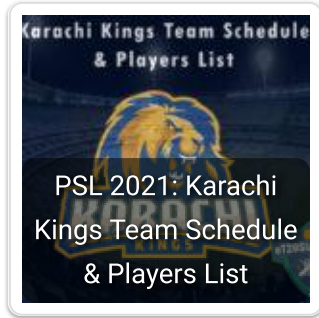 Karachi Kings Team Schedule
& Players List
PSL 2021: Karachi
Kings Team Schedule
& Players List
KARACHI
KINGS